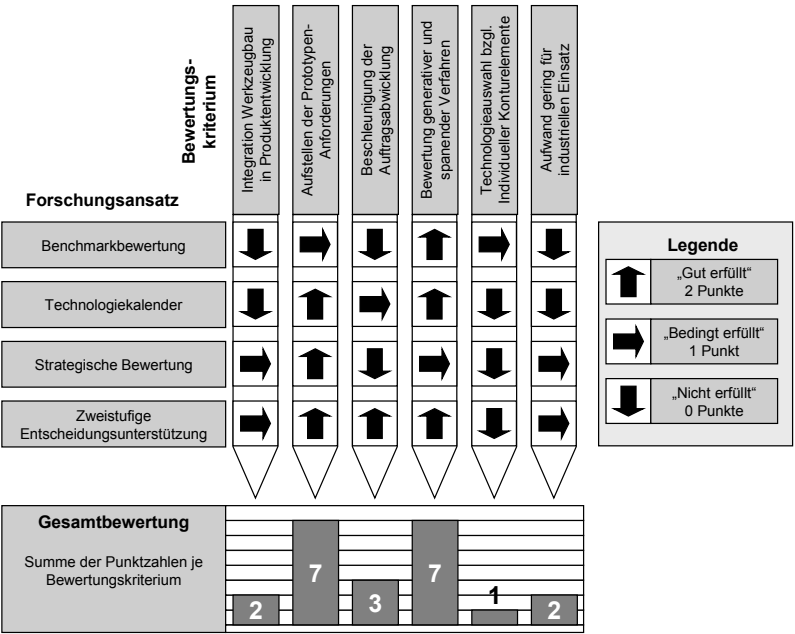 Bewertungs-
kriterium
Integration Werkzeugbau
in Produktentwicklung
Aufstellen der Prototypen-
Anforderungen
Beschleunigung der
Auftragsabwicklung
Bewertung generativer und
spanender Verfahren
Technologieauswahl bzgl.
Individueller Konturelemente
Aufwand gering für
industriellen Einsatz
Forschungsansatz
Benchmarkbewertung
Technologiekalender
Strategische Bewertung
Zweistufige
Entscheidungsunterstützung
Legende
„Gut erfüllt“
2 Punkte
„Bedingt erfüllt“
1 Punkt
„Nicht erfüllt“
0 Punkte
Gesamtbewertung
Summe der Punktzahlen je
Bewertungskriterium
2
7
3
7
1
2